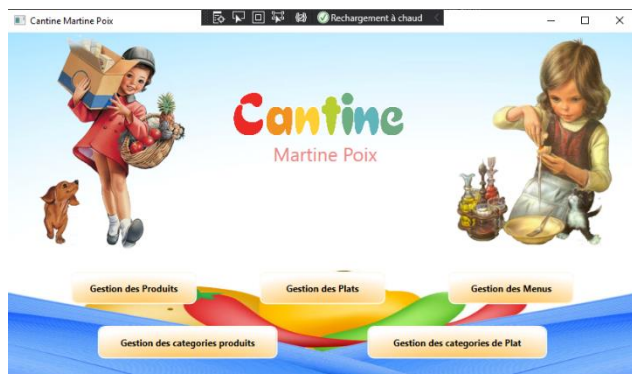 Cantine Martine Poix
Rechargement à chaud
Cantine
Martine Poix
Gestion des Produits
Gestion des Plats
Gestion des Menus
Gestion des categories produits
Gestion des categories de Plat